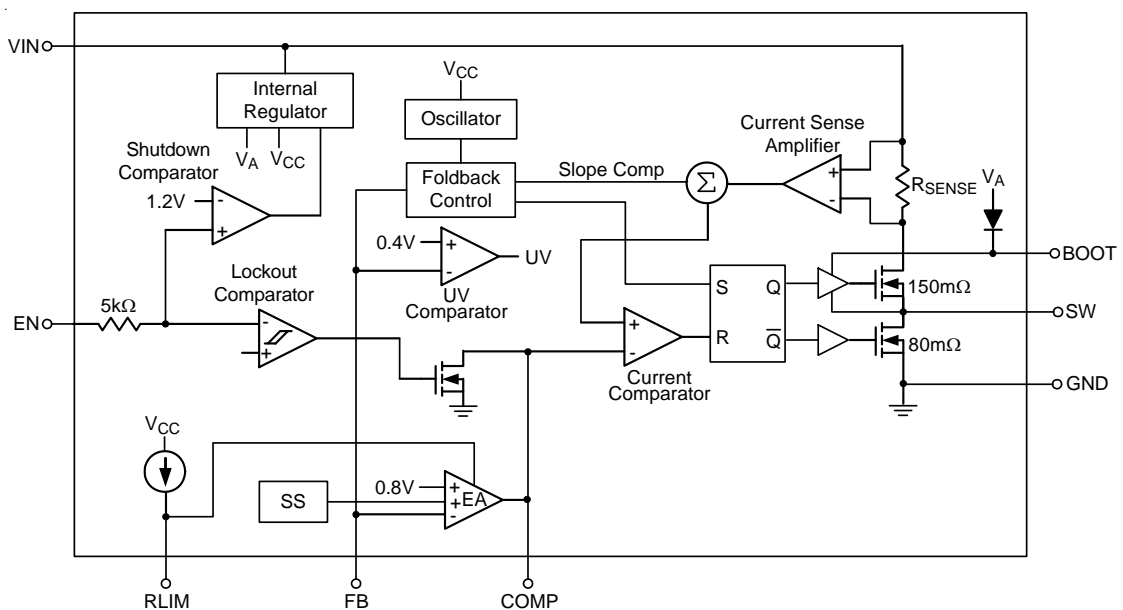 VIN
Internal
Regulator
VA VCC
Shutdown
Comparator
1.2V
-
+
VCC
Oscillator
Foldback
Control
Slope Comp
Σ
Current Sense
Amplifier
+
-
RSENSE
VA
BOOT
0.4V
+
-
UV
UV
Comparator
Lockout
Comparator
5kΩ
EN
-
+
S Q
R Q̅
+
-
Current
Comparator
150mΩ
SW
80mΩ
GND
VCC
SS
0.8V
+
+
-
EA
RLIM FB COMP